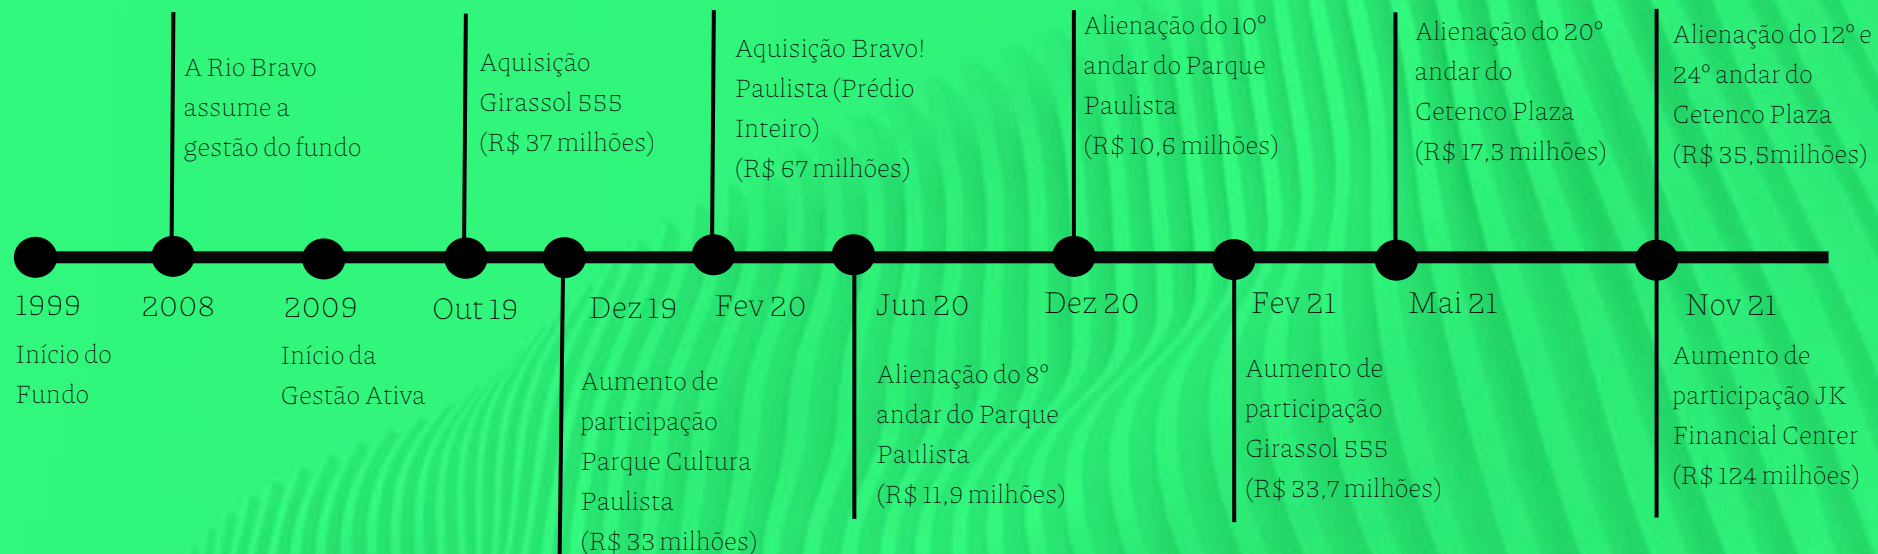 A Rio Bravo
assume a
gestão do fundo
Aquisição
Girassol 555
(R$ 37 milhões)
Aquisição Bravo!
Paulista (Prédio
Inteiro)
(R$ 67 milhões)
Alienação do 10º
andar do Parque
Paulista
(R$ 10,6 milhões)
Alienação do 20º
andar do
Cetenco Plaza
(R$ 17,3 milhões)
Alienação do 12º e
24º andar do
Cetenco Plaza
(R$ 35,5milhões)
1999
Início do
Fundo
2008
2009
Início da
Gestão Ativa
Out 19
Dez 19
Aumento de
participação
Parque Cultura
Paulista
(R$ 33 milhões)
Fev 20
Jun 20
Alienação do 8º
andar do Parque
Paulista
(R$ 11,9 milhões)
Dez 20
Fev 21
Aumento de
participação
Girassol 555
(R$ 33,7 milhões)
Mai 21
Nov 21
Aumento de
participação JK
Financial Center
(R$ 124 milhões)